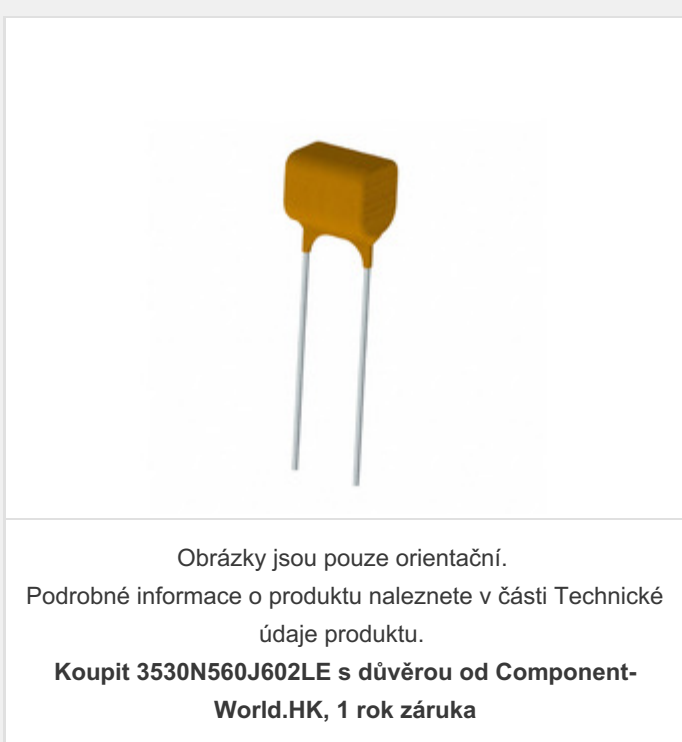 Obrázky jsou pouze orientační.
Podrobné informace o produktu naleznete v části Technické
údaje produktu.
Koupit 3530N560J602LE s důvěrou od Component-
World.HK, 1 rok záruka